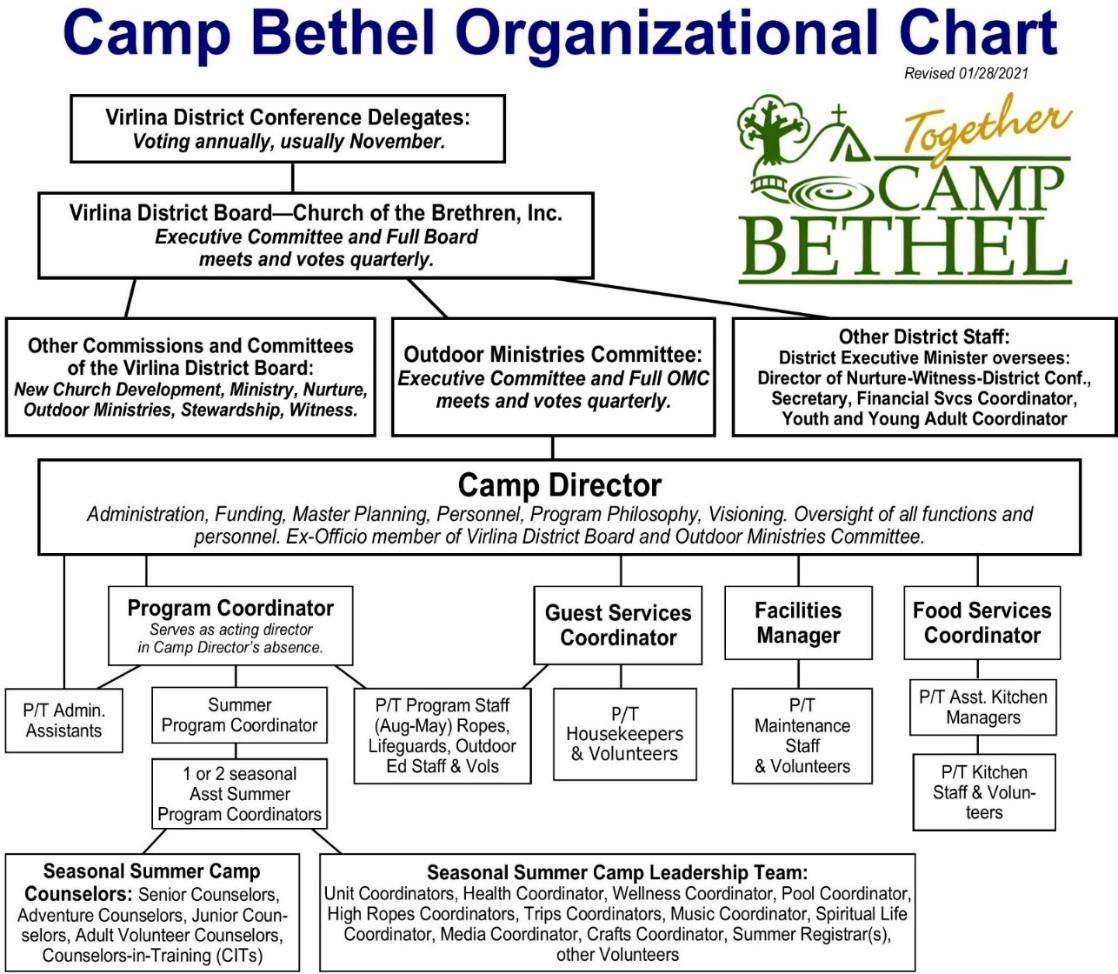 Camp Bethel Organizational Chart
Revised 01/28/2021
Together
CAMP
BETHEL
Virlina District Conference Delegates:
Voting annually, usually November.
Virlina District Board—Church of the Brethren, Inc.
Executive Committee and Full Board
meets and votes quarterly.
Other Commissions and Committees
of the Virlina District Board:
New Church Development, Ministry, Nurture,
Outdoor Ministries, Stewardship, Witness.
Outdoor Ministries Committee:
Executive Committee and Full OMC
meets and votes quarterly.
Other District Staff:
District Executive Minister oversees:
Director of Nurture-Witness-District Conf.,
Secretary, Financial Svcs Coordinator,
Youth and Young Adult Coordinator
Camp Director
Administration, Funding, Master Planning, Personnel, Program Philosophy, Visioning. Oversight of all functions and
personnel. Ex-Officio member of Virlina District Board and Outdoor Ministries Committee.
Program Coordinator
Serves as acting director
in Camp Director's absence.
Guest Services
Coordinator
Facilities
Manager
Food Services
Coordinator
P/T Admin.
Assistants
Summer
Program Coordinator
P/T Program Staff
(Aug-May) Ropes,
Lifeguards, Outdoor
Ed Staff & Vols
P/T
Housekeepers
& Volunteers
P/T
Maintenance
Staff
& Volunteers
P/T Asst. Kitchen
Managers
P/T Kitchen
Staff & Volun-
teers
1 or 2 seasonal
Asst Summer
Program Coordinators
Seasonal Summer Camp
Counselors: Senior Counselors,
Adventure Counselors, Junior Coun-
selors, Adult Volunteer Counselors,
Counselors-in-Training (CITs)
Seasonal Summer Camp Leadership Team:
Unit Coordinators, Health Coordinator, Wellness Coordinator, Pool Coordinator,
High Ropes Coordinators, Trips Coordinators, Music Coordinator, Spiritual Life
Coordinator, Media Coordinator, Crafts Coordinator, Summer Registrar(s),
other Volunteers